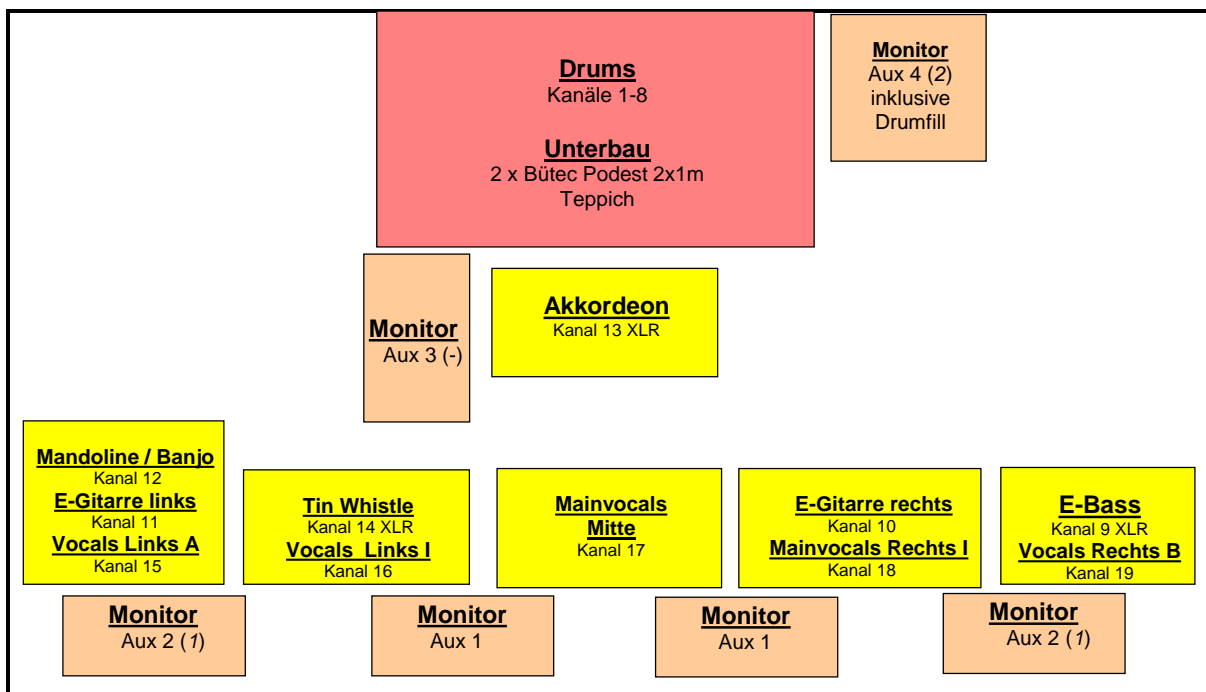 Drums
Kanäle 1-8
Unterbau
2 x Bütec Podest 2x1m
Teppich
Monitor
Aux 4 (2)
inklusive
Drumfill
Monitor
Aux 3 (-)
Akkordeon
Kanal 13 XLR
Mandoline / Banjo
Kanal 12
E-Gitarre links
Kanal 11
Vocals Links A
Kanal 15
Tin Whistle
Kanal 14 XLR
Vocals Links I
Kanal 16
Mainvocals
Mitte
Kanal 17
E-Gitarre rechts
Kanal 10
Mainvocals Rechts I
Kanal 18
E-Bass
Kanal 9 XLR
Vocals Rechts B
Kanal 19
Monitor
Aux 2 (1)
Monitor
Aux 1
Monitor
Aux 1
Monitor
Aux 2 (1)